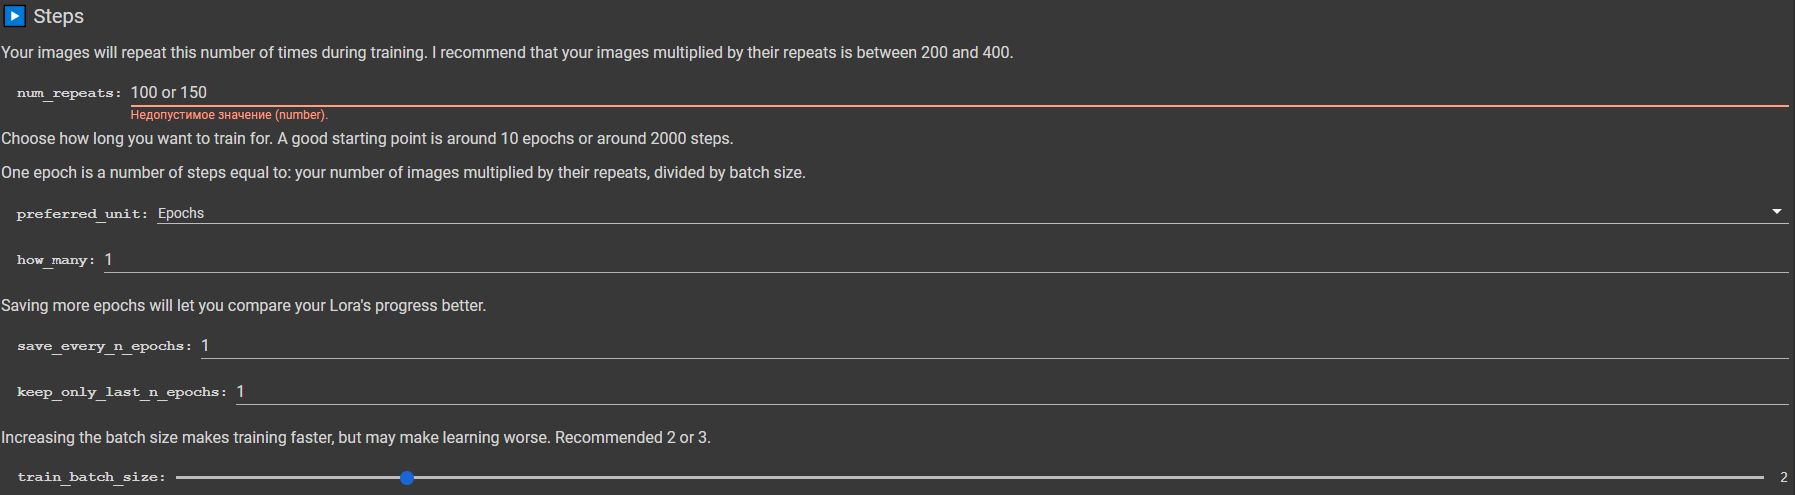 Steps
Your images will repeat this number of times during training. I recommend that your images multiplied by their repeats is between 200 and 400.
num_repeats: 100 or 150
Недопустимое значение (number).
Choose how long you want to train for. A good starting point is around 10 epochs or around 2000 steps.
One epoch is a number of steps equal to: your number of images multiplied by their repeats, divided by batch size.
preferred_unit: Epochs
how_many: 1
Saving more epochs will let you compare your Lora's progress better.
save_every_n_epochs: 1
keep_only_last_n_epochs: 1
Increasing the batch size makes training faster, but may make learning worse. Recommended 2 or 3.
train_batch_size: 2